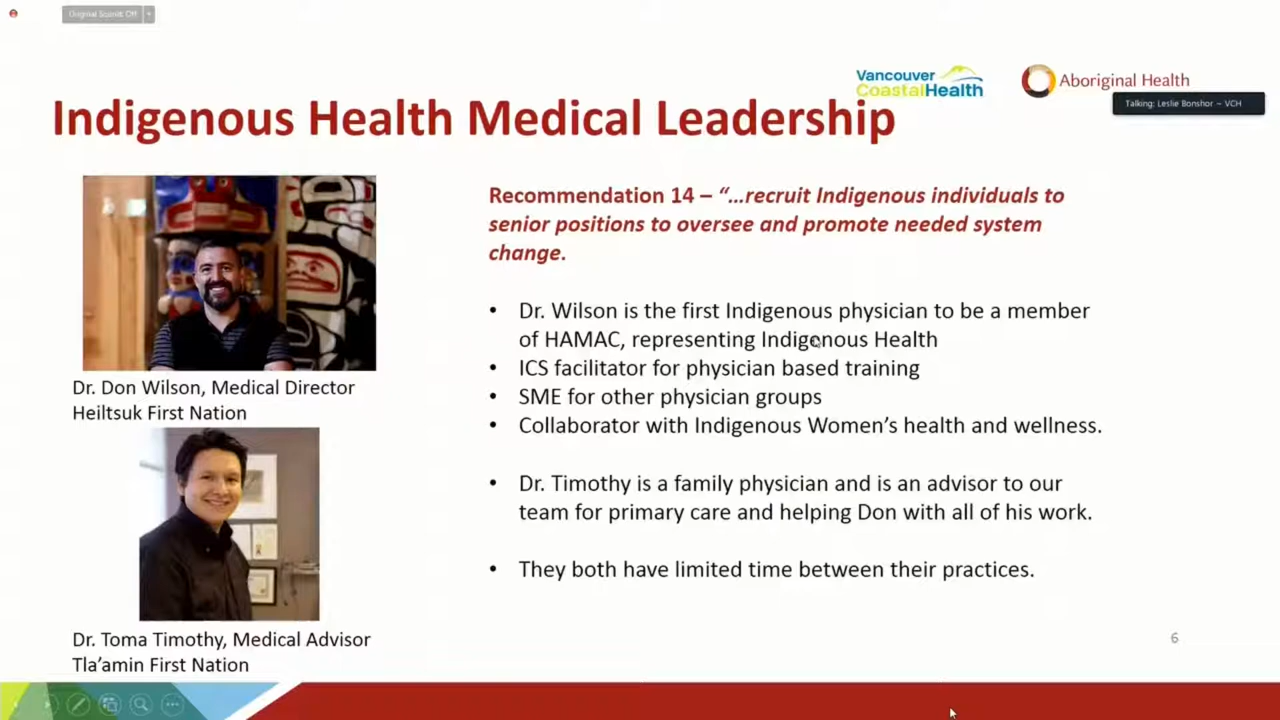 Original Sound: Off
Vancouver
CoastalHealth
Aboriginal Health
Talking: Leslie Bonshor ~ VCH
Indigenous Health Medical Leadership
Recommendation 14 – “…recruit Indigenous individuals to
senior positions to oversee and promote needed system
change.
• Dr. Wilson is the first Indigenous physician to be a member
of HAMAC, representing Indigenous Health
• ICS facilitator for physician based training
• SME for other physician groups
• Collaborator with Indigenous Women’s health and wellness.
• Dr. Timothy is a family physician and is an advisor to our
team for primary care and helping Don with all of his work.
• They both have limited time between their practices.
Dr. Don Wilson, Medical Director
Heiltsuk First Nation
Dr. Toma Timothy, Medical Advisor
Tla’amin First Nation
6